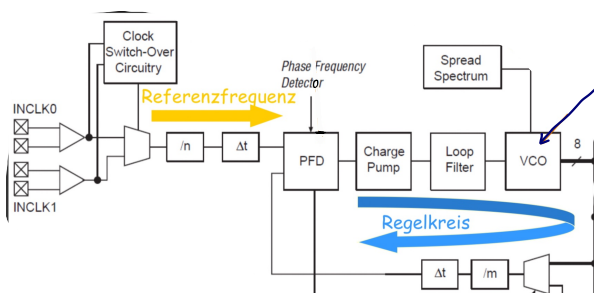 Clock
Switch-Over
Circuitry
Phase Frequency
Detector
Spread
Spectrum
INCLK0
Referenzfrequenz
/n
Δt
PFD
Charge
Pump
Loop
Filter
VCO
8
INCLK1
Regelkreis
Δt
/m